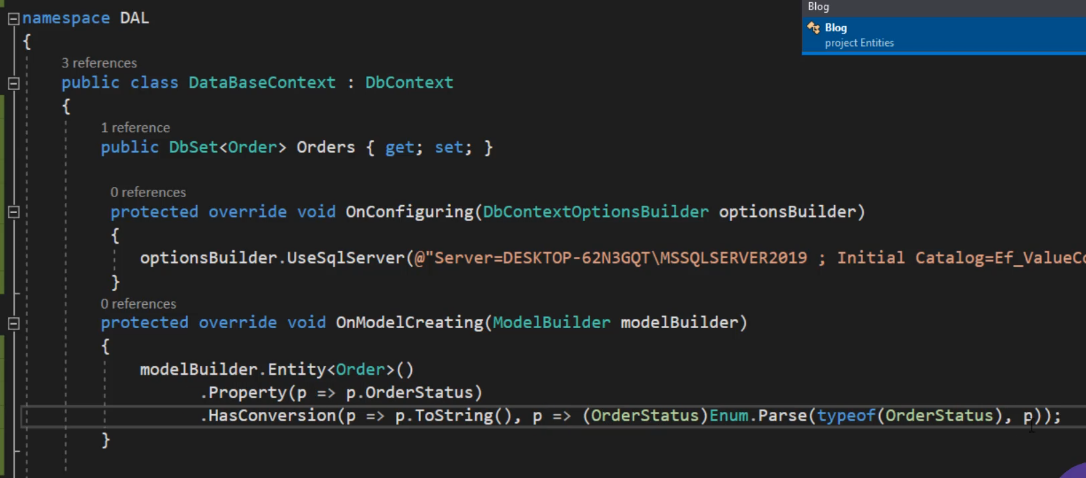 Blog
namespace DAL
Blog
project Entities
{
3 references
public class DataBaseContext : DbContext
{
1 reference
public DbSet<Order> Orders { get; set; }
0 references
protected override void OnConfiguring(DbContextOptionsBuilder optionsBuilder)
{
optionsBuilder.UseSqlServer(@"Server=DESKTOP-62N3GQT\MSSQLSERVER2019 ; Initial Catalog=Ef_ValueCo
}
0 references
protected override void OnModelCreating(ModelBuilder modelBuilder)
{
modelBuilder.Entity<Order>()
.Property(p => p.OrderStatus)
.HasConversion(p => p.ToString(), p => (OrderStatus)Enum.Parse(typeof(OrderStatus), p));
}